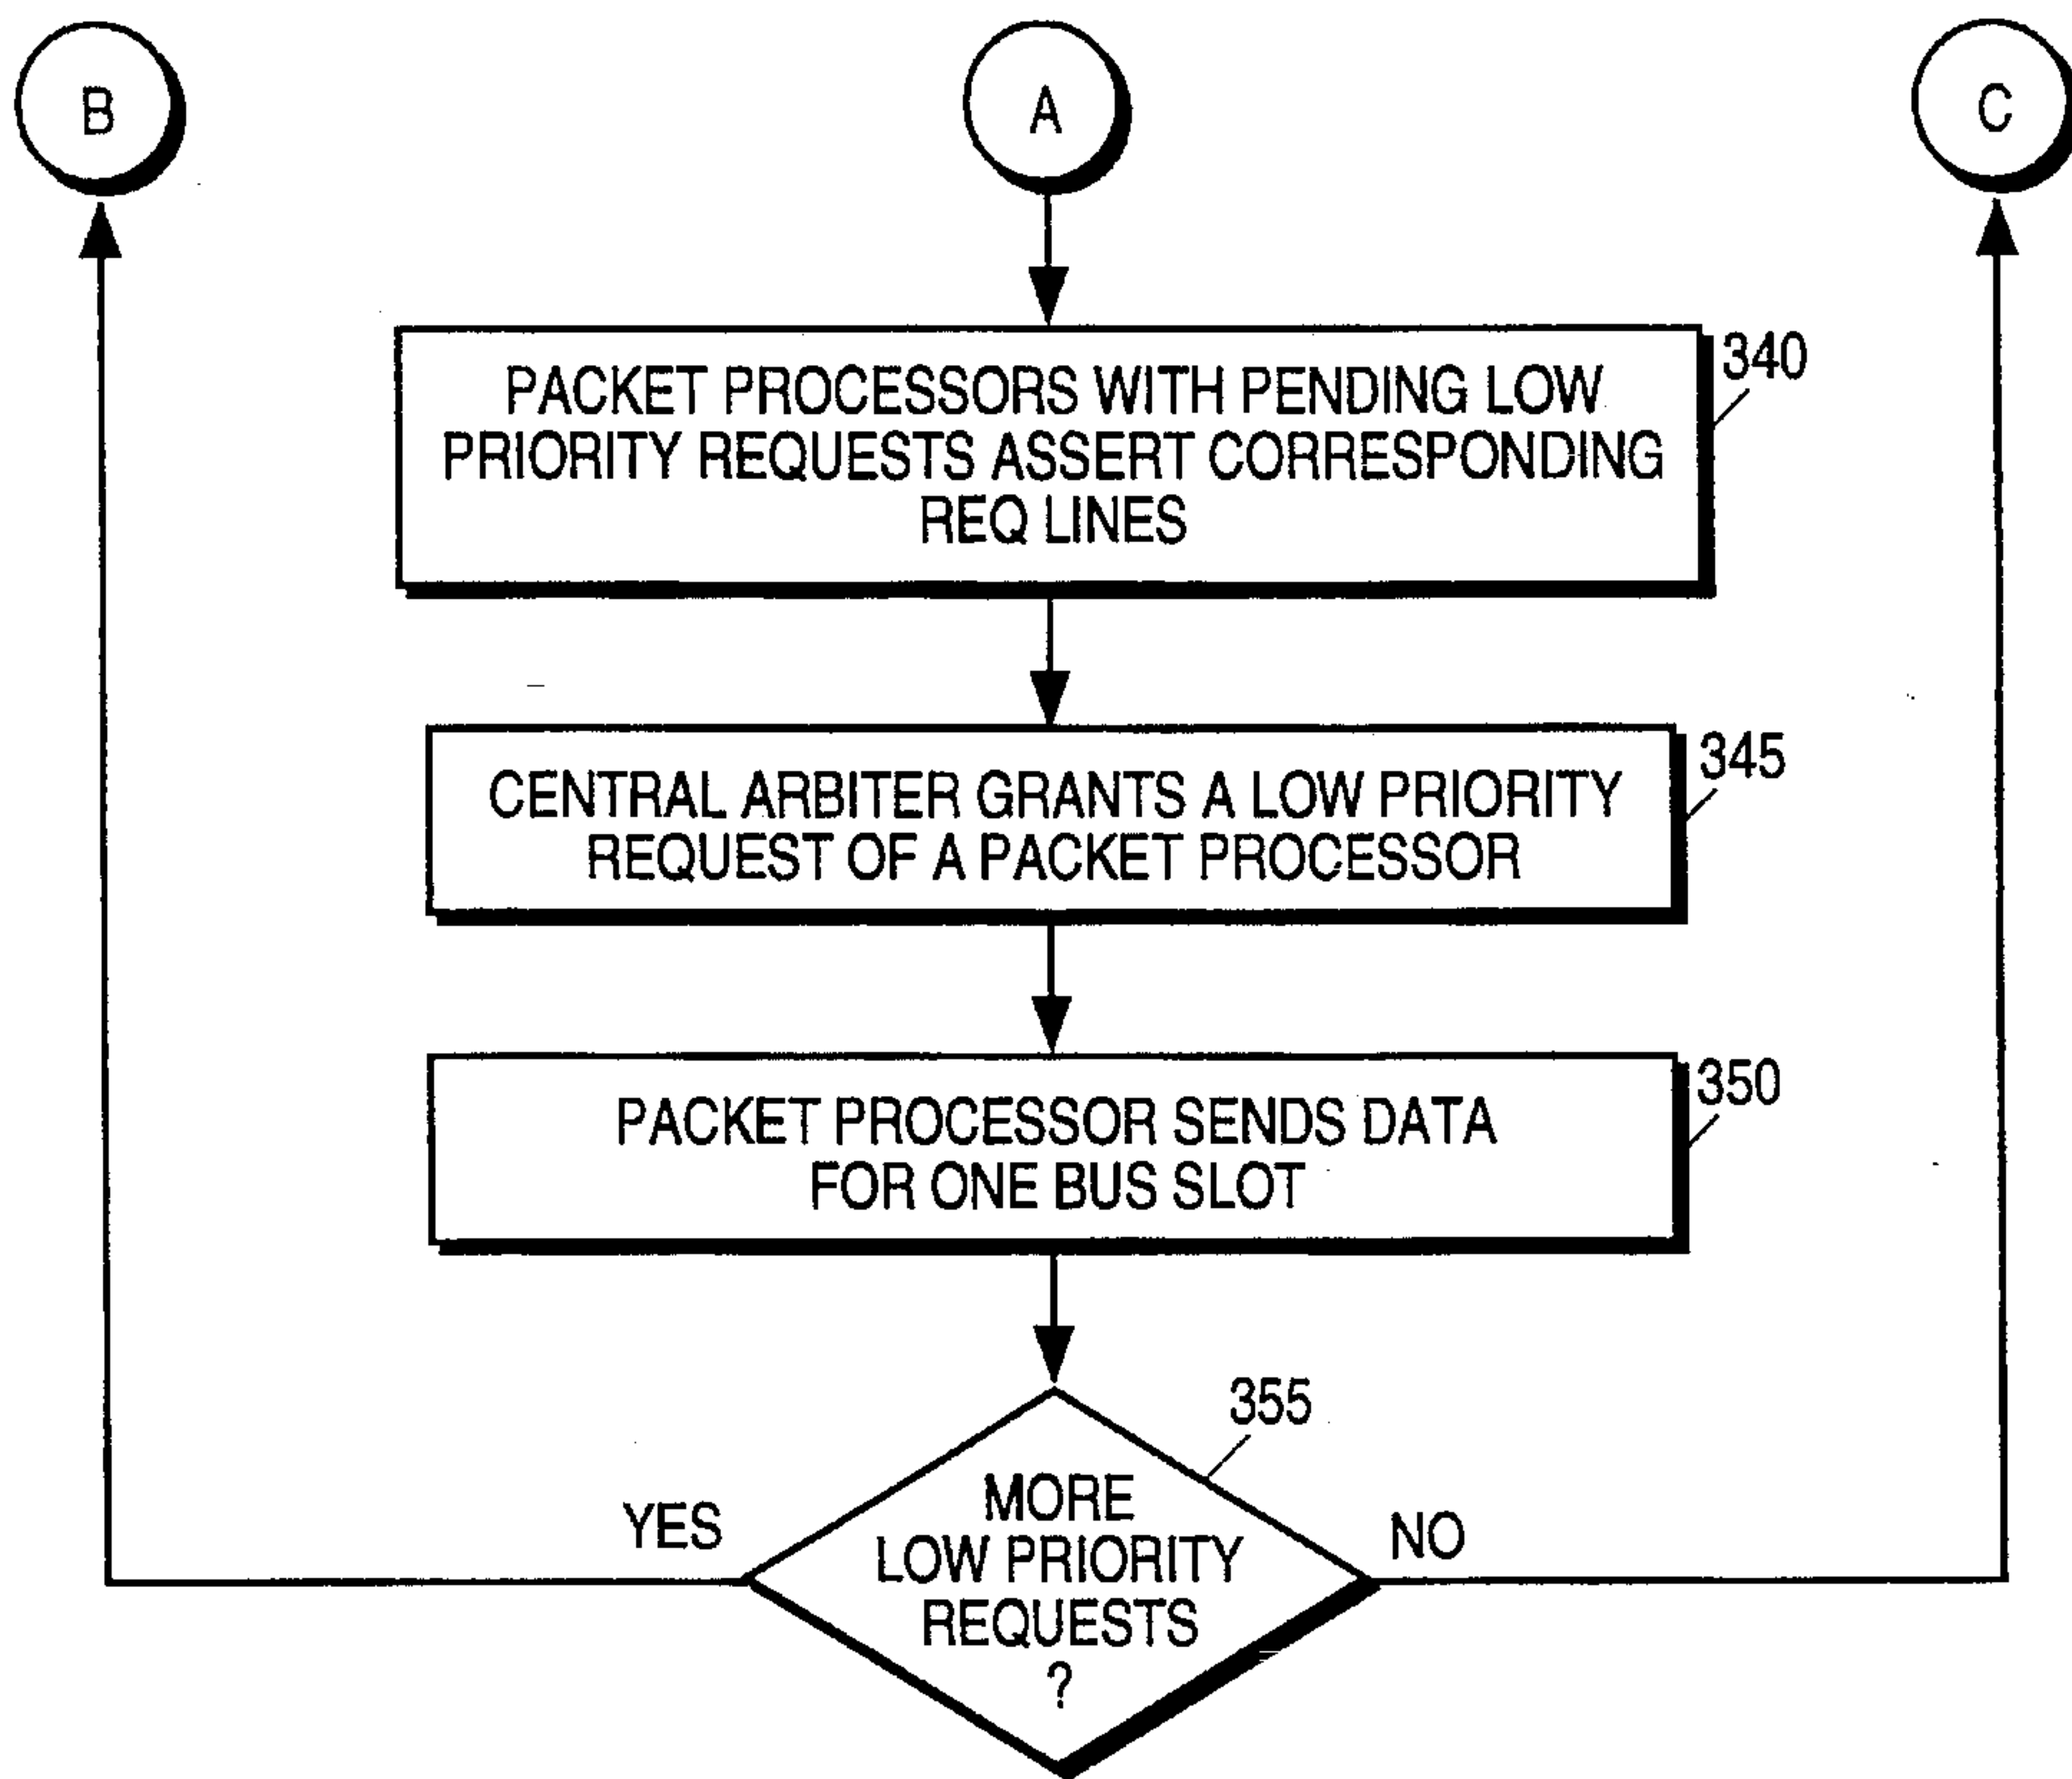 B
A
C
PACKET PROCESSORS WITH PENDING LOW
PRIORITY REQUESTS ASSERT CORRESPONDING
REQ LINES
340
CENTRAL ARBITER GRANTS A LOW PRIORITY
REQUEST OF A PACKET PROCESSOR
345
PACKET PROCESSOR SENDS DATA
FOR ONE BUS SLOT
350
355
MORE
LOW PRIORITY
REQUESTS
?
YES
NO